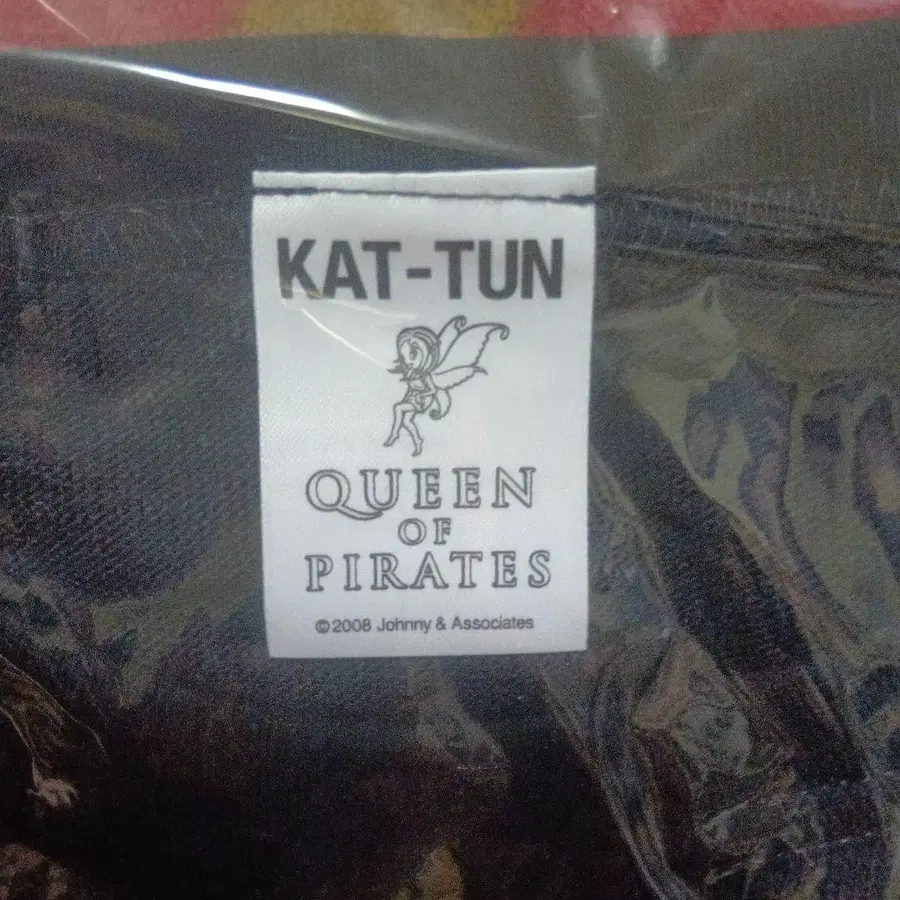 KAT-TUN
QUEEN
OF
PIRATES
©2008 Johnny & Associates